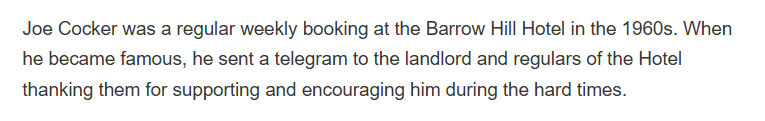 Joe Cocker was a regular weekly booking at the Barrow Hill Hotel in the 1960s. When
he became famous, he sent a telegram to the landlord and regulars of the Hotel
thanking them for supporting and encouraging him during the hard times.